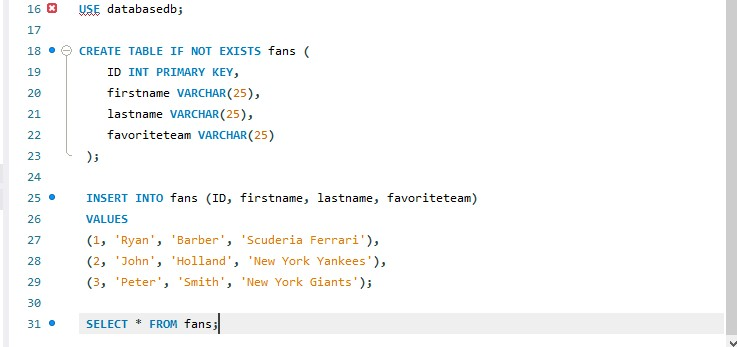 16 USE databasedb;
17
18 CREATE TABLE IF NOT EXISTS fans (
19 ID INT PRIMARY KEY,
20 firstname VARCHAR(25),
21 lastname VARCHAR(25),
22 favoriteteam VARCHAR(25)
23 );
24
25 INSERT INTO fans (ID, firstname, lastname, favoriteteam)
26 VALUES
27 (1, 'Ryan', 'Barber', 'Scuderia Ferrari'),
28 (2, 'John', 'Holland', 'New York Yankees'),
29 (3, 'Peter', 'Smith', 'New York Giants');
30
31 SELECT * FROM fans;